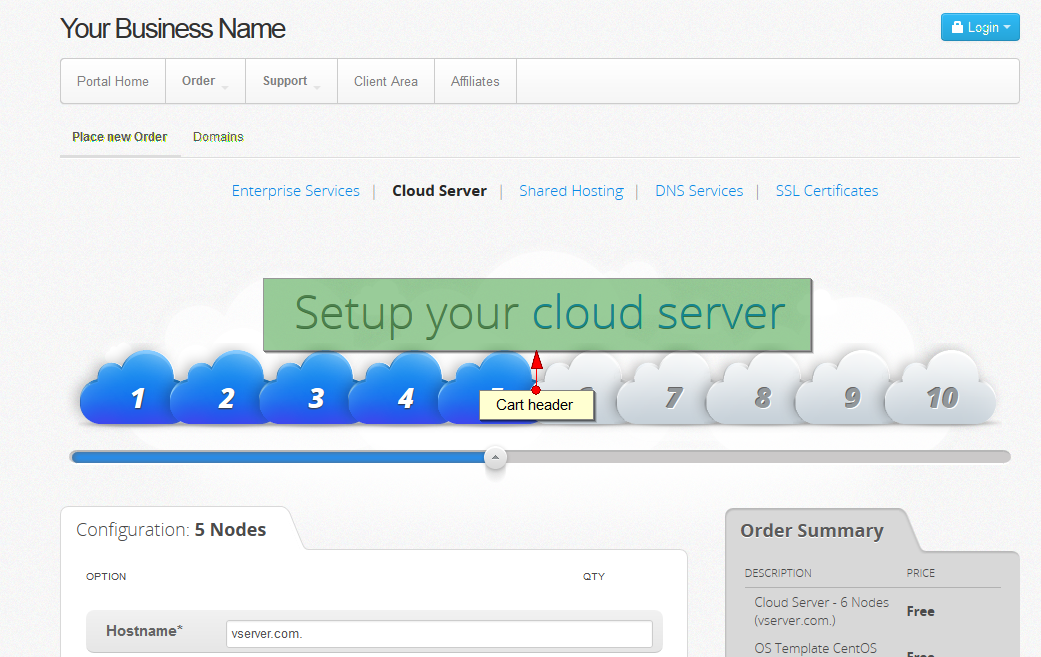 Your Business Name
Login
Portal Home Order Support Client Area Affiliates
Place new Order Domains
Enterprise Services | Cloud Server | Shared Hosting | DNS Services | SSL Certificates
Setup your cloud server
1 2 3 4 7 8 9 10
Cart header
Configuration: 5 Nodes
Order Summary
OPTION QTY
DESCRIPTION PRICE
Cloud Server - 6 Nodes
(vserver.com.)
Free
Hostname* vserver.com.
OS Template CentOS
Free